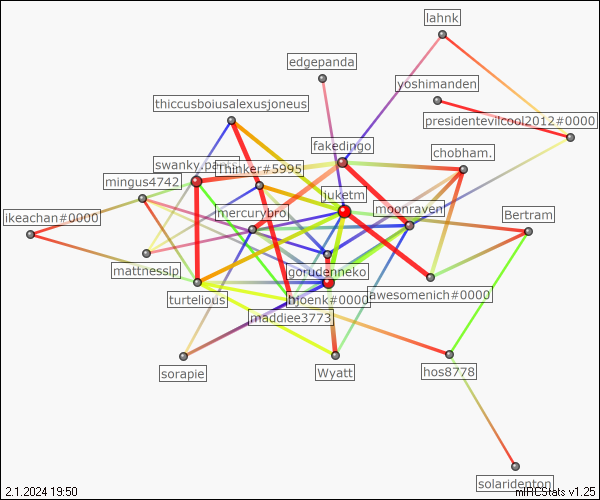 lahnk
edgepanda
yoshimanden
thiccusboiusalexusjoneus
presidentevilcool2012#0000
fakedingo
chobham.
swanky.pants
Thinker#5995
mingus4742
juketm
moonraven
mercurybro
Bertram
ikeachan#0000
mattnesslp
gorudenneko
turtelious
bjoenk#0000
awesomenich#0000
maddiee3773
sorapie
Wyatt
hos8778
solaridenton
2.1.2024 19:50
mIRCStats v1.25